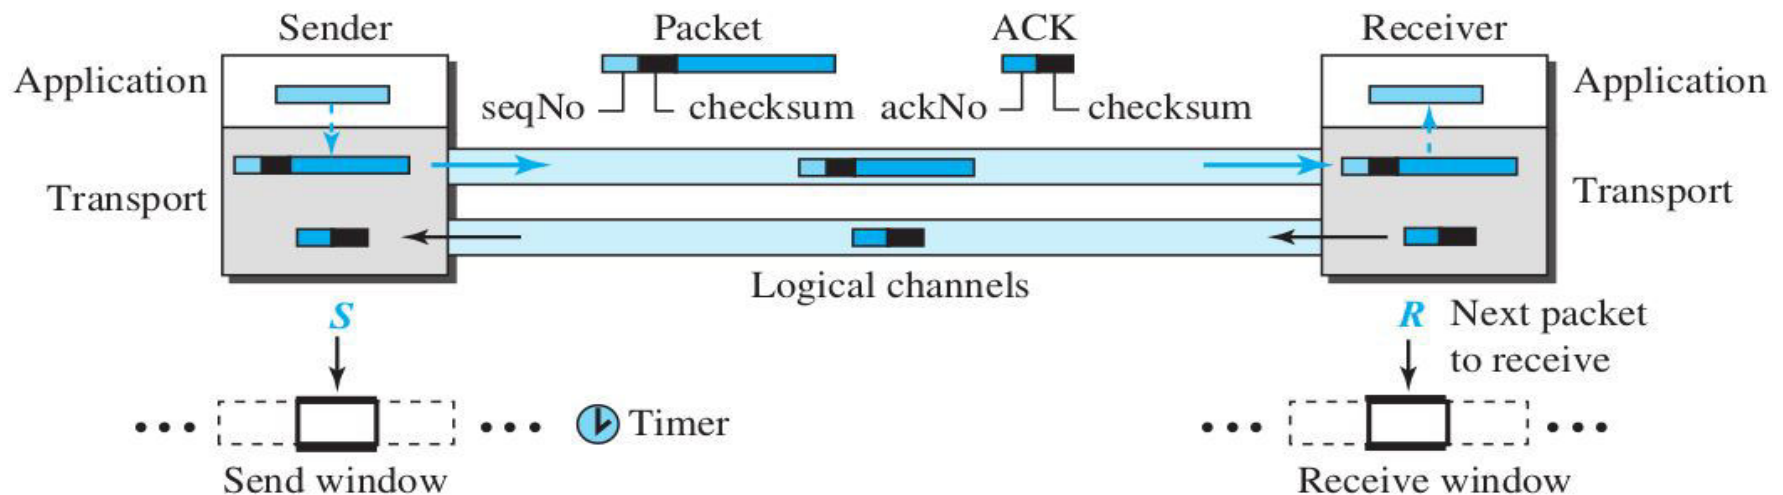 Sender
Packet
ACK
Receiver
Application
Application
seqNo
checksum
ackNo
checksum
Transport
Transport
Logical channels
S
R
Next packet
to receive
• • •
• • •
Timer
• • •
• • •
Send window
Receive window